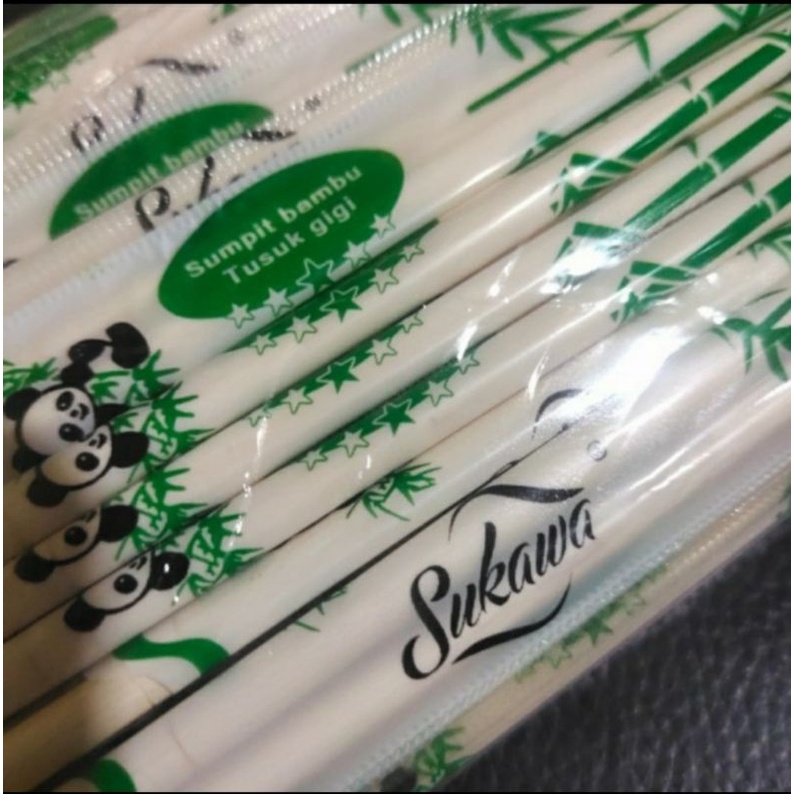 Sumpit bambu
Sumpit bambu
Tusuk gigi
Sukawa
®